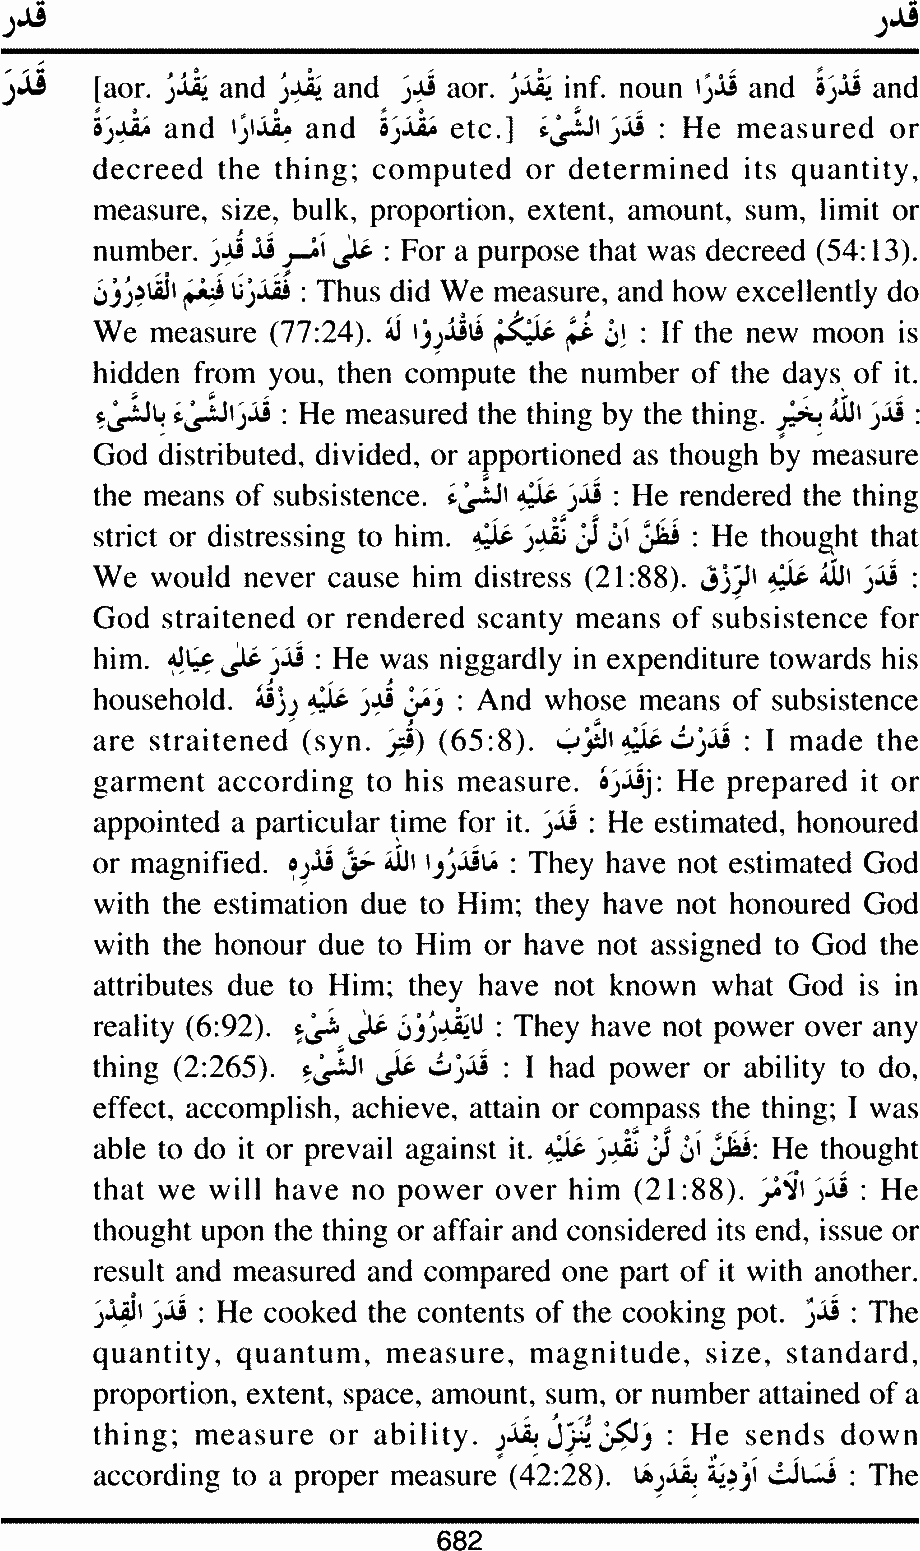 قدر قدر
قَدَرَ [aor. يَقْدُرُ and يَقْدِرُ and قَدِرَ aor. يَقْدَرُ inf. noun قَدْرًا and قُدْرَةً and
مَقْدِرَةً and مِقْدَارًا and مَقْدَرَةً etc.] قَدَرَ الشَّیْءَ : He measured or
decreed the thing; computed or determined its quantity,
measure, size, bulk, proportion, extent, amount, sum, limit or
number. عَلٰی اَمْرٍ قَدْ قُدِرَ : For a purpose that was decreed (54:13).
فَقَدَرْنَا فَنِعْمَ الْقَادِرُوْنَ : Thus did We measure, and how excellently do
We measure (77:24). اِنْ غُمَّ عَلَيْكُمْ فَاقْدُرُوْا لَهُ : If the new moon is
hidden from you, then compute the number of the days of it.
قَدَرَالشَّیْءَ بِالشَّیْءِ : He measured the thing by the thing. قَدَرَ اللّٰهُ بِخَيْرٍ :
God distributed, divided, or apportioned as though by measure
the means of subsistence. قَدَرَ عَلَيْهِ الشَّیْءَ : He rendered the thing
strict or distressing to him. فَظَنَّ اَنْ لَّنْ نَّقْدِرَ عَلَيْهِ : He thought that
We would never cause him distress (21:88). قَدَرَ اللّٰهُ عَلَيْهِ الرِّزْقَ :
God straitened or rendered scanty means of subsistence for
him. قَدَرَ عَلٰی عِيَالِهٖ : He was niggardly in expenditure towards his
household. وَمَنْ قُدِرَ عَلَيْهِ رِزْقُهُ : And whose means of subsistence
are straitened (syn. قُتِرَ) (65:8). قَدَرْتُ عَلَيْهِ الثَّوْبَ : I made the
garment according to his measure. قَدَرَهُ: He prepared it or
appointed a particular time for it. قَدَرَ : He estimated, honoured
or magnified. مَاقَدَرُوا اللّٰهَ حَقَّ قَدْرِهٖ : They have not estimated God
with the estimation due to Him; they have not honoured God
with the honour due to Him or have not assigned to God the
attributes due to Him; they have not known what God is in
reality (6:92). لَايَقْدِرُوْنَ عَلٰی شَیْءٍ : They have not power over any
thing (2:265). قَدَرْتُ عَلَی الشَّیْءِ : I had power or ability to do,
effect, accomplish, achieve, attain or compass the thing; I was
able to do it or prevail against it. فَظَنَّ اَنْ لَّنْ نَّقْدِرَ عَلَيْهِ: He thought
that we will have no power over him (21:88). قَدَرَ الْاَمْرَ : He
thought upon the thing or affair and considered its end, issue or
result and measured and compared one part of it with another.
قَدَرَ الْقِدْرَ : He cooked the contents of the cooking pot. قَدَرٌ : The
quantity, quantum, measure, magnitude, size, standard,
proportion, extent, space, amount, sum, or number attained of a
thing; measure or ability. وَلٰكِنْ يُّنَزِّلُ بِقَدَرٍ : He sends down
according to a proper measure (42:28). فَسَالَتْ اَوْدِيَةٌ بِقَدَرِهَا : The
682